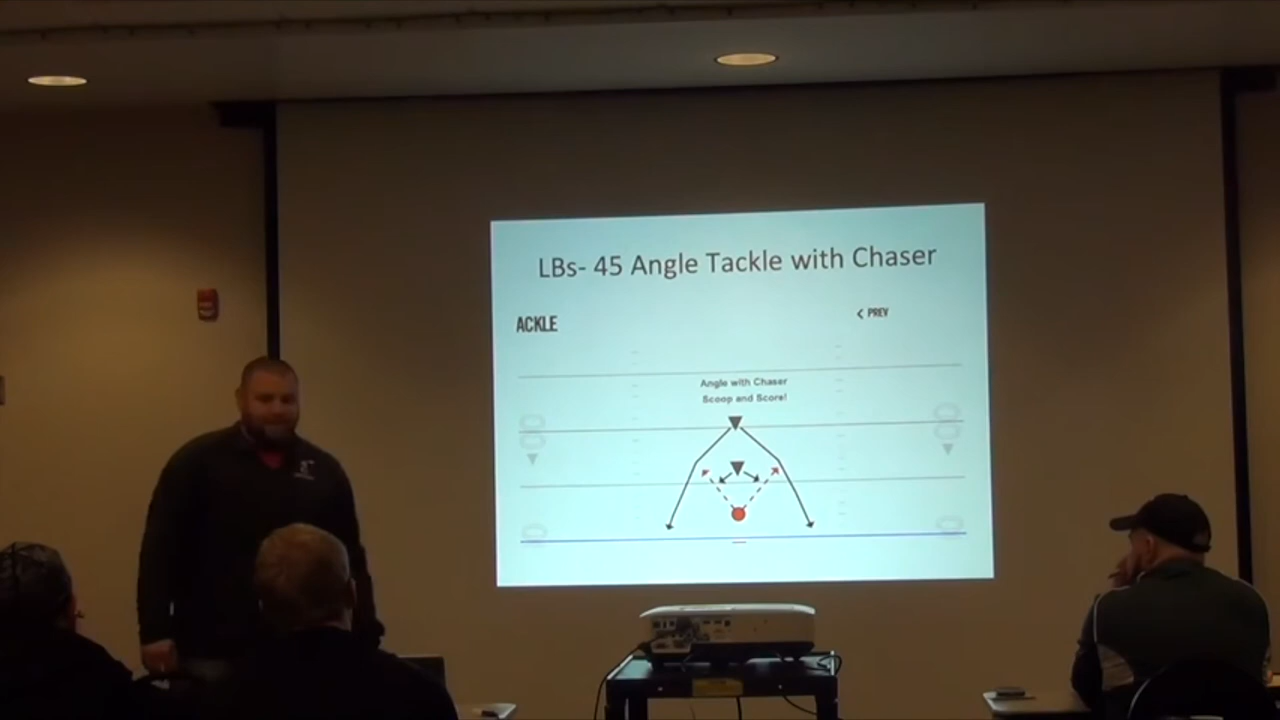 LBs- 45 Angle Tackle with Chaser
ACKLE
< PREV
Angle with Chaser
Scoop and Score!